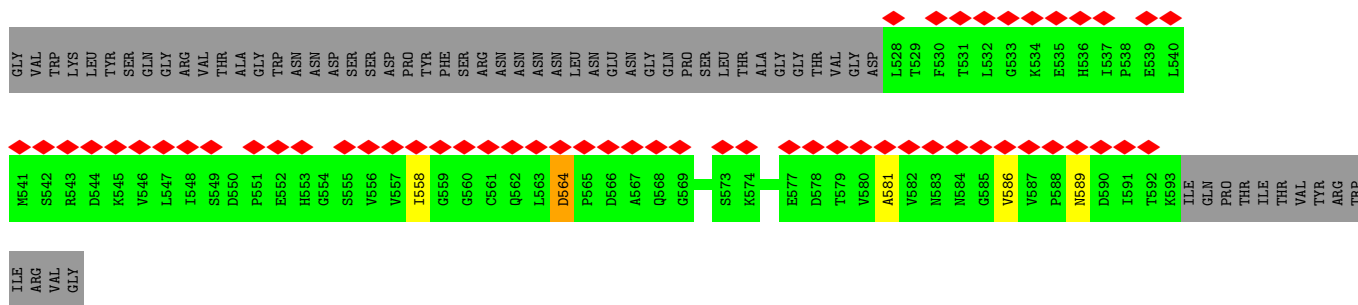 GLY VAL TRP LYS LEU TYR SER GLN GLY ARG VAL THR ALA GLY TRP ASN ASN ASP SER SER ASP PRO TYR PHE SER ARG ASN ASN ASN ASN LEU ASN GLU ASN GLY GLN PRO SER LEU THR ALA GLY GLY THR VAL GLY ASP L528 T529 F530 T531 L532 G533 K534 E535 H536 I537 P538 E539 L540
M541 S542 R543 D544 K545 V546 L547 I548 S549 D550 P551 E552 H553 G554 S555 V556 V557 I558 G559 G560 C561 Q562 L563 D564 P565 D566 A567 Q568 G569 S573 K574 E577 D578 T579 V580 A581 V582 N583 N584 G585 V586 V587 P588 N589 D590 I591 T592 K593 ILE GLN PRO THR ILE THR VAL TYR ARG TRP
ILE ARG VAL GLY